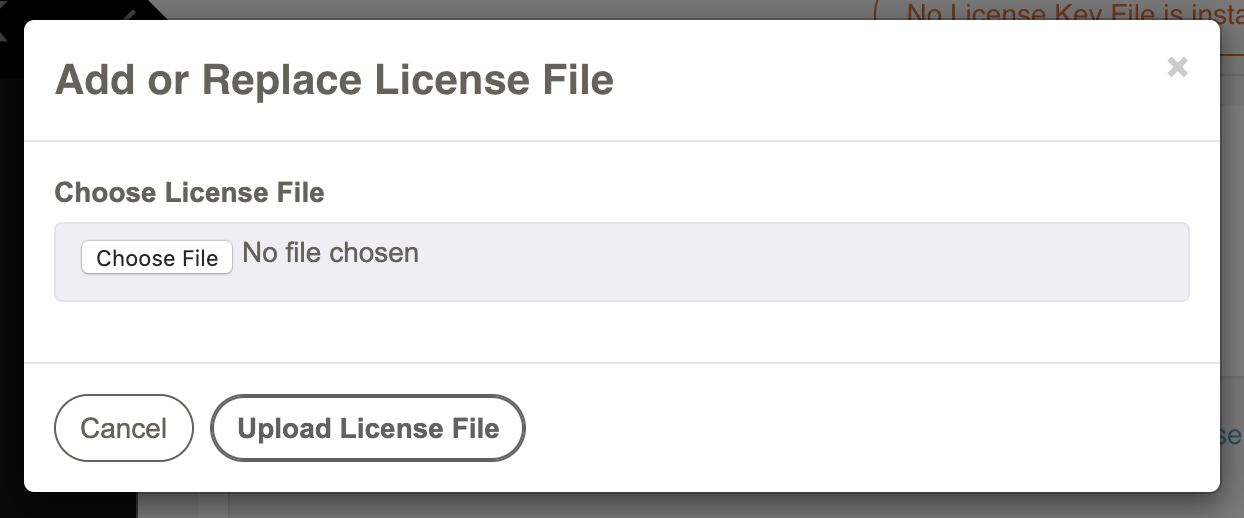 No License Key File is insta
Add or Replace License File
×
Choose License File
Choose File No file chosen
Cancel Upload License File
se